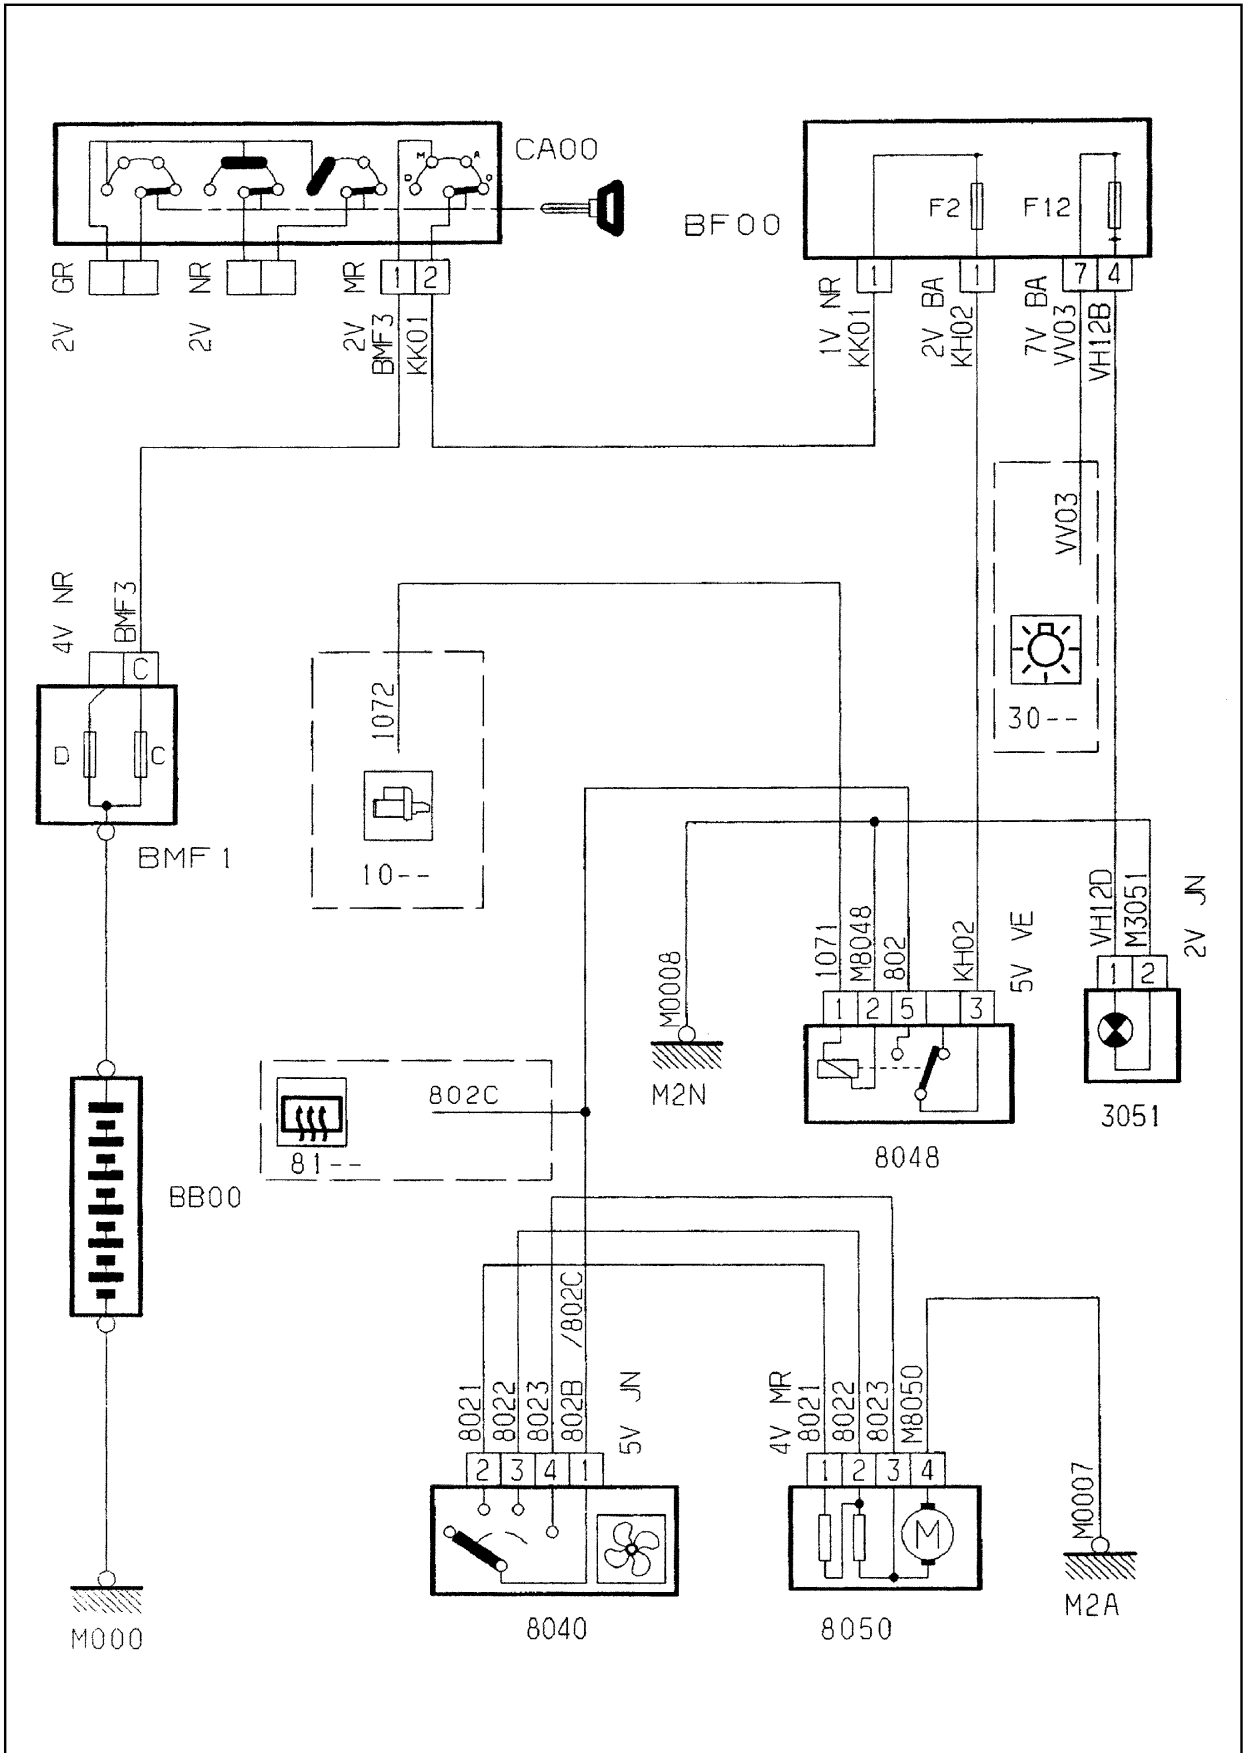 CA00
M A
D D
BF00
F2 F12
2V GR
2V NR
2V MR
1 2
BMF3
KK01
1
1V NR
KK01
1
2V BA
KH02
7 4
7V BA
VV03
VH12B
VV03
30--
4V NR
BMF3
C
D C
BMF1
1072
10--
1071
M8048
802
KH02
5V VE
1 2 5 3
8048
M0008
M2N
VH12D
M3051
2V JN
1 2
3051
802C
81--
BB00
M000
8021
8022
8023
802B /802C
5V JN
2 3 4 1
8040
4V MR
8021
8022
8023
M8050
1 2 3 4
M
8050
M0007
M2A